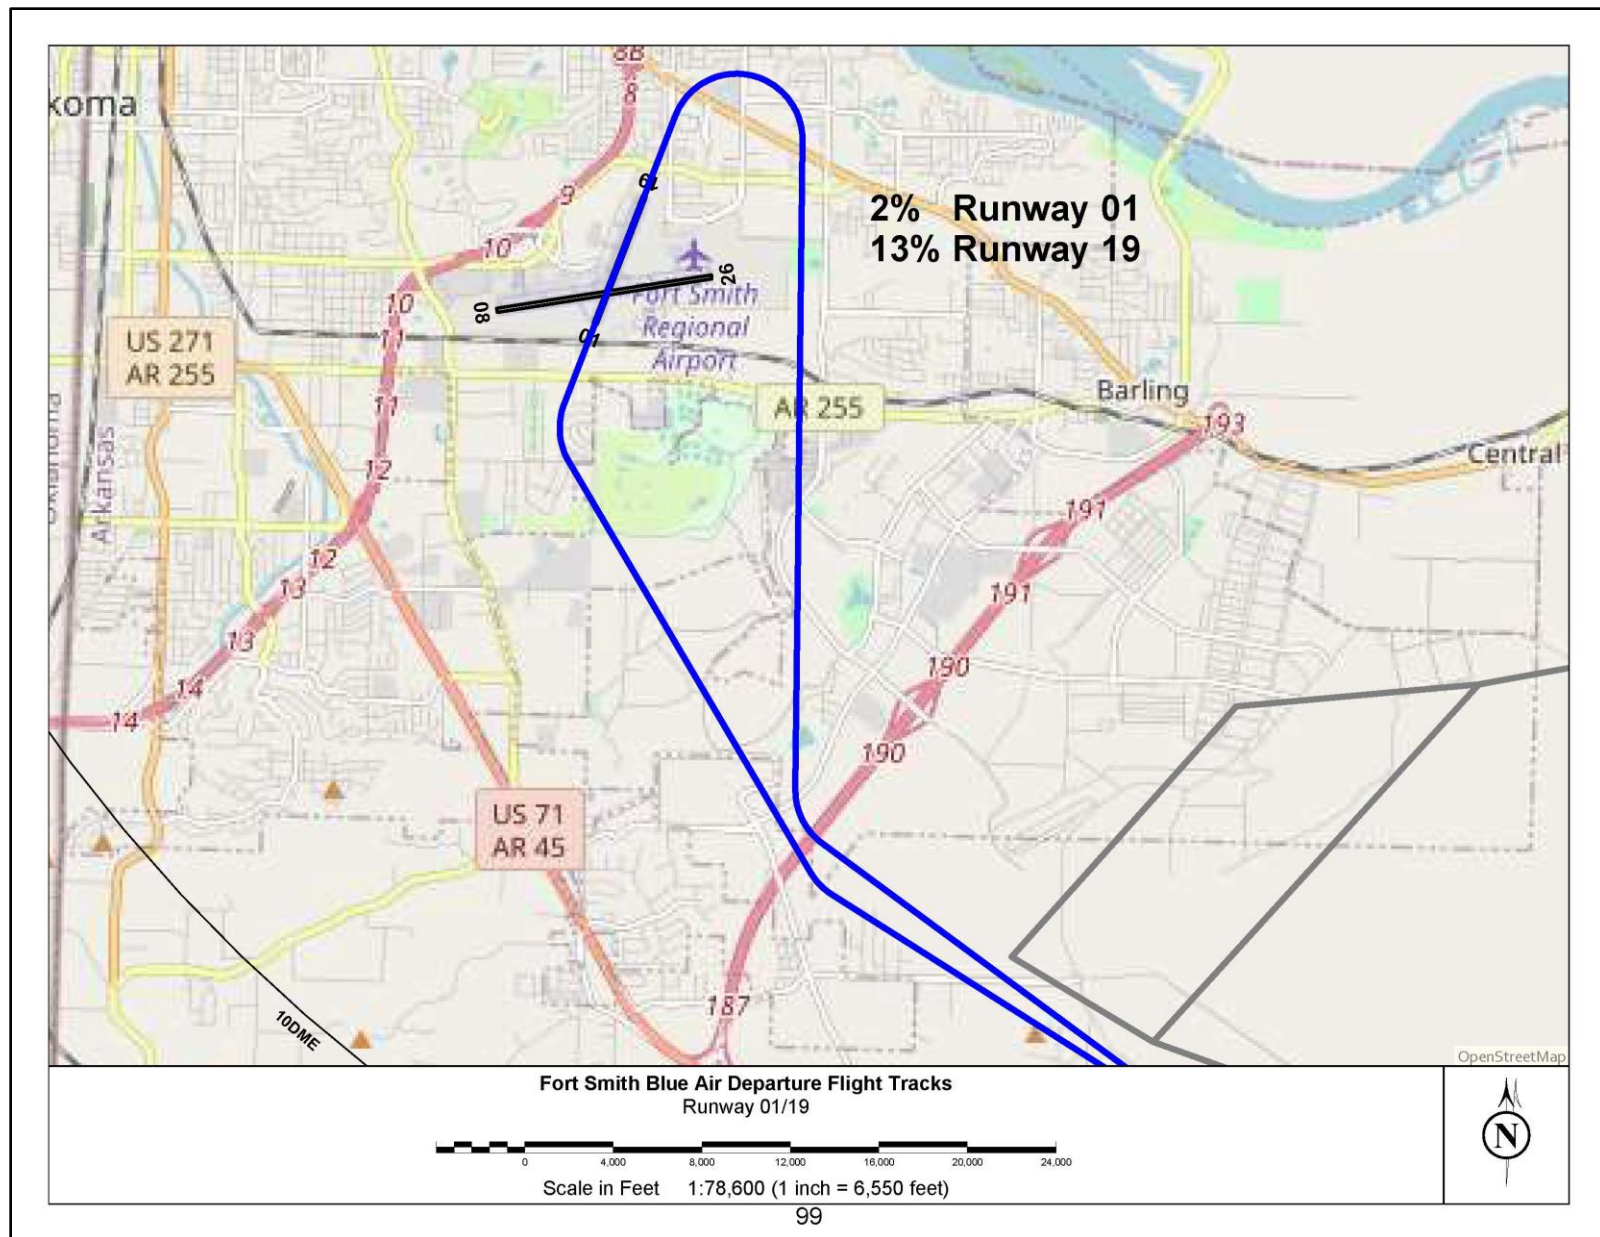 8B
8
koma
19
9
2% Runway 01
13% Runway 19
10
26
08
Fort Smith
Regional
Airport
10
01
11
US 271
AR 255
Barling
11
AR 255
193
Central
12
Oklahoma
Arkansas
191
12
13
191
13
190
14
14
190
US 71
AR 45
187
10DME
OpenStreetMap
Fort Smith Blue Air Departure Flight Tracks
Runway 01/19
0 4,000 8,000 12,000 16,000 20,000 24,000
Scale in Feet 1:78,600 (1 inch = 6,550 feet)
N
99